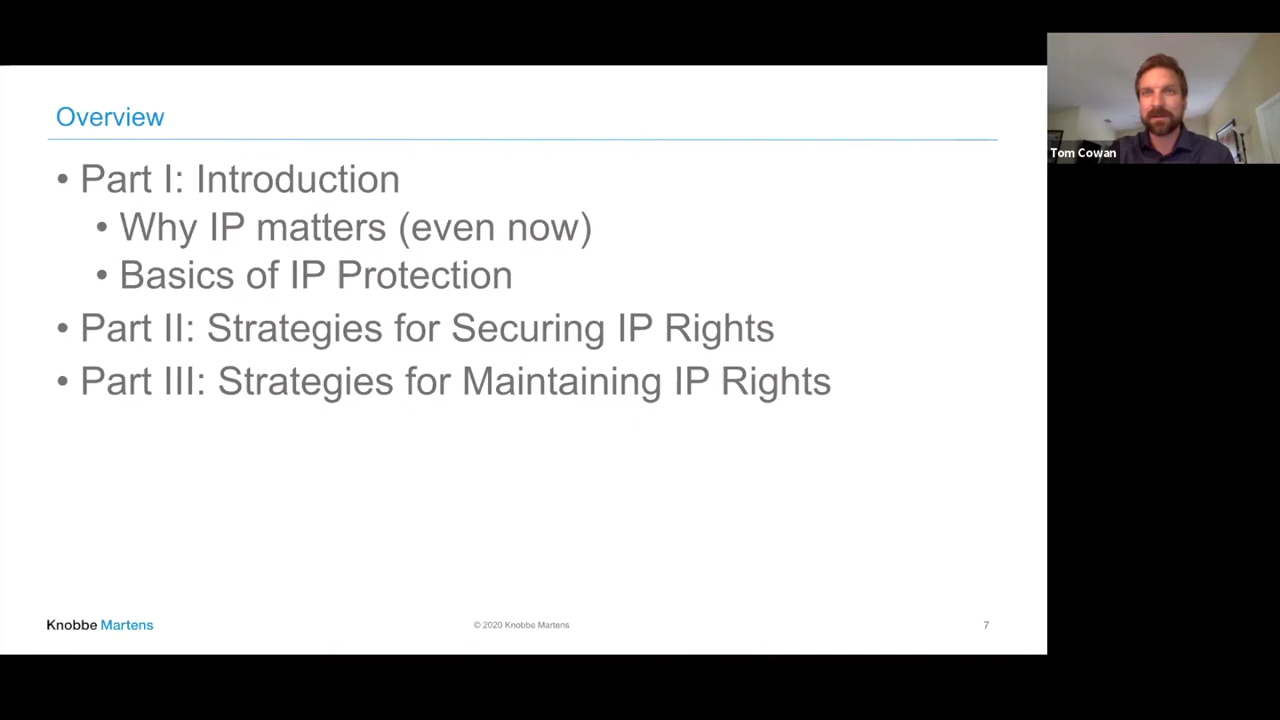 Overview
• Part I: Introduction
• Why IP matters (even now)
• Basics of IP Protection
• Part II: Strategies for Securing IP Rights
• Part III: Strategies for Maintaining IP Rights
Knobbe Martens
© 2020 Knobbe Martens
7
Tom Cowan